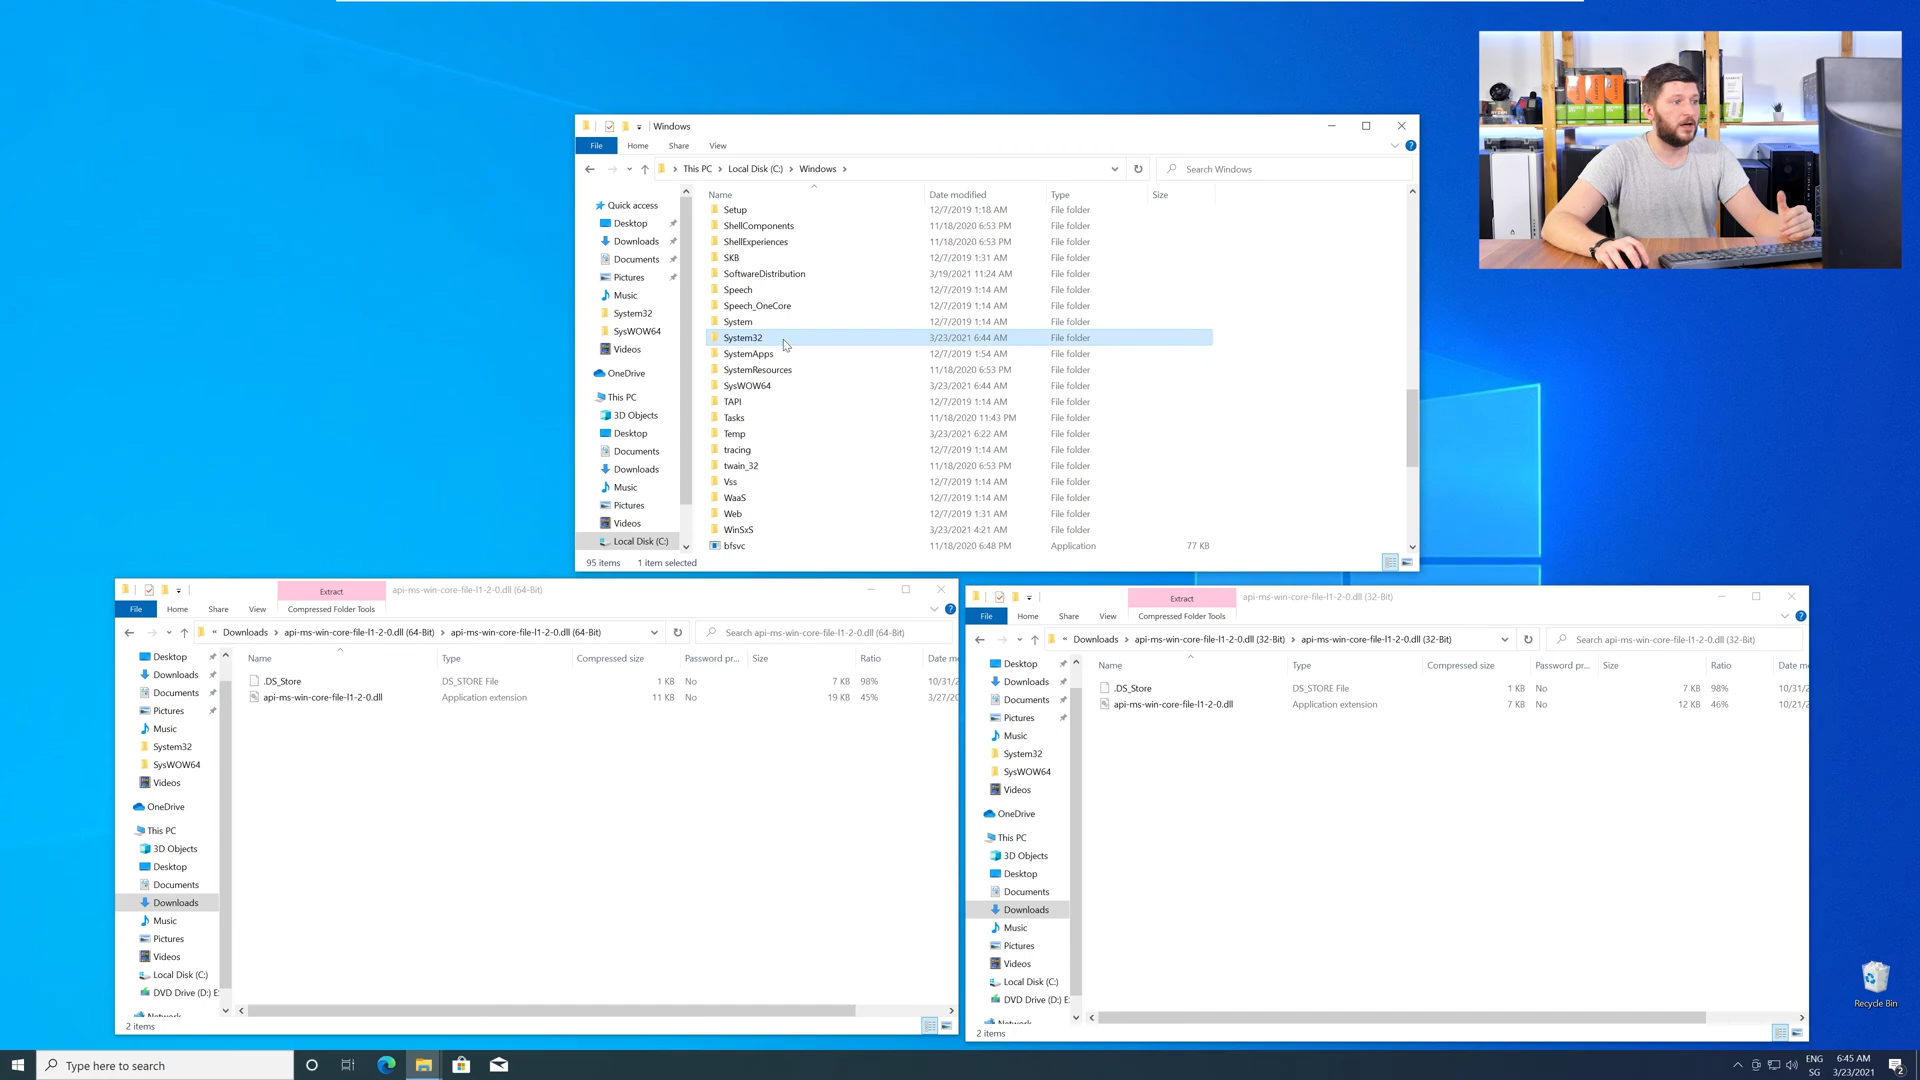 Windows
File Home Share View
This PC Local Disk (C:) Windows
Search Windows
Name Date modified Type Size
Quick access
Desktop
Downloads
Documents
Pictures
Music
System32
SysWOW64
Videos
OneDrive
This PC
3D Objects
Desktop
Documents
Downloads
Music
Pictures
Videos
Local Disk (C:)
Setup 12/7/2019 1:18 AM File folder
ShellComponents 11/18/2020 6:53 PM File folder
ShellExperiences 11/18/2020 6:53 PM File folder
SKB 12/7/2019 1:31 AM File folder
SoftwareDistribution 3/19/2021 11:24 AM File folder
Speech 12/7/2019 1:14 AM File folder
Speech_OneCore 12/7/2019 1:14 AM File folder
System 12/7/2019 1:14 AM File folder
System32 3/23/2021 6:44 AM File folder
SystemApps 12/7/2019 1:54 AM File folder
SystemResources 11/18/2020 6:53 PM File folder
SysWOW64 3/23/2021 6:44 AM File folder
TAPI 12/7/2019 1:14 AM File folder
Tasks 11/18/2020 11:43 PM File folder
Temp 3/23/2021 6:22 AM File folder
tracing 12/7/2019 1:14 AM File folder
twain_32 11/18/2020 6:53 PM File folder
Vss 12/7/2019 1:14 AM File folder
WaaS 12/7/2019 1:14 AM File folder
Web 12/7/2019 1:31 AM File folder
WinSxS 3/23/2021 4:21 AM File folder
bfsvc 11/18/2020 6:48 PM Application 77 KB
95 items 1 item selected
Extract api-ms-win-core-file-l1-2-0.dll (64-Bit)
File Home Share View Compressed Folder Tools
« Downloads api-ms-win-core-file-l1-2-0.dll (64-Bit) api-ms-win-core-file-l1-2-0.dll (64-Bit)
Search api-ms-win-core-file-l1-2-0.dll (64-Bit)
Name Type Compressed size Password pr... Size Ratio Date m
.DS_Store DS_STORE File 1 KB No 7 KB 98% 10/31/2
api-ms-win-core-file-l1-2-0.dll Application extension 11 KB No 19 KB 45% 3/27/20
Desktop
Downloads
Documents
Pictures
Music
System32
SysWOW64
Videos
OneDrive
This PC
3D Objects
Desktop
Documents
Downloads
Music
Pictures
Videos
Local Disk (C:)
DVD Drive (D:) E
Network
2 items
Extract api-ms-win-core-file-l1-2-0.dll (32-Bit)
File Home Share View Compressed Folder Tools
« Downloads api-ms-win-core-file-l1-2-0.dll (32-Bit) api-ms-win-core-file-l1-2-0.dll (32-Bit)
Search api-ms-win-core-file-l1-2-0.dll (32-Bit)
Name Type Compressed size Password pr... Size Ratio Date m
.DS_Store DS_STORE File 1 KB No 7 KB 98% 10/31/2
api-ms-win-core-file-l1-2-0.dll Application extension 7 KB No 12 KB 46% 10/21/2
Desktop
Downloads
Documents
Pictures
Music
System32
SysWOW64
Videos
OneDrive
This PC
3D Objects
Desktop
Documents
Downloads
Music
Pictures
Videos
Local Disk (C:)
DVD Drive (D:) E
Network
2 items
Recycle Bin
Type here to search
ENG
SG
6:45 AM
3/23/2021
2